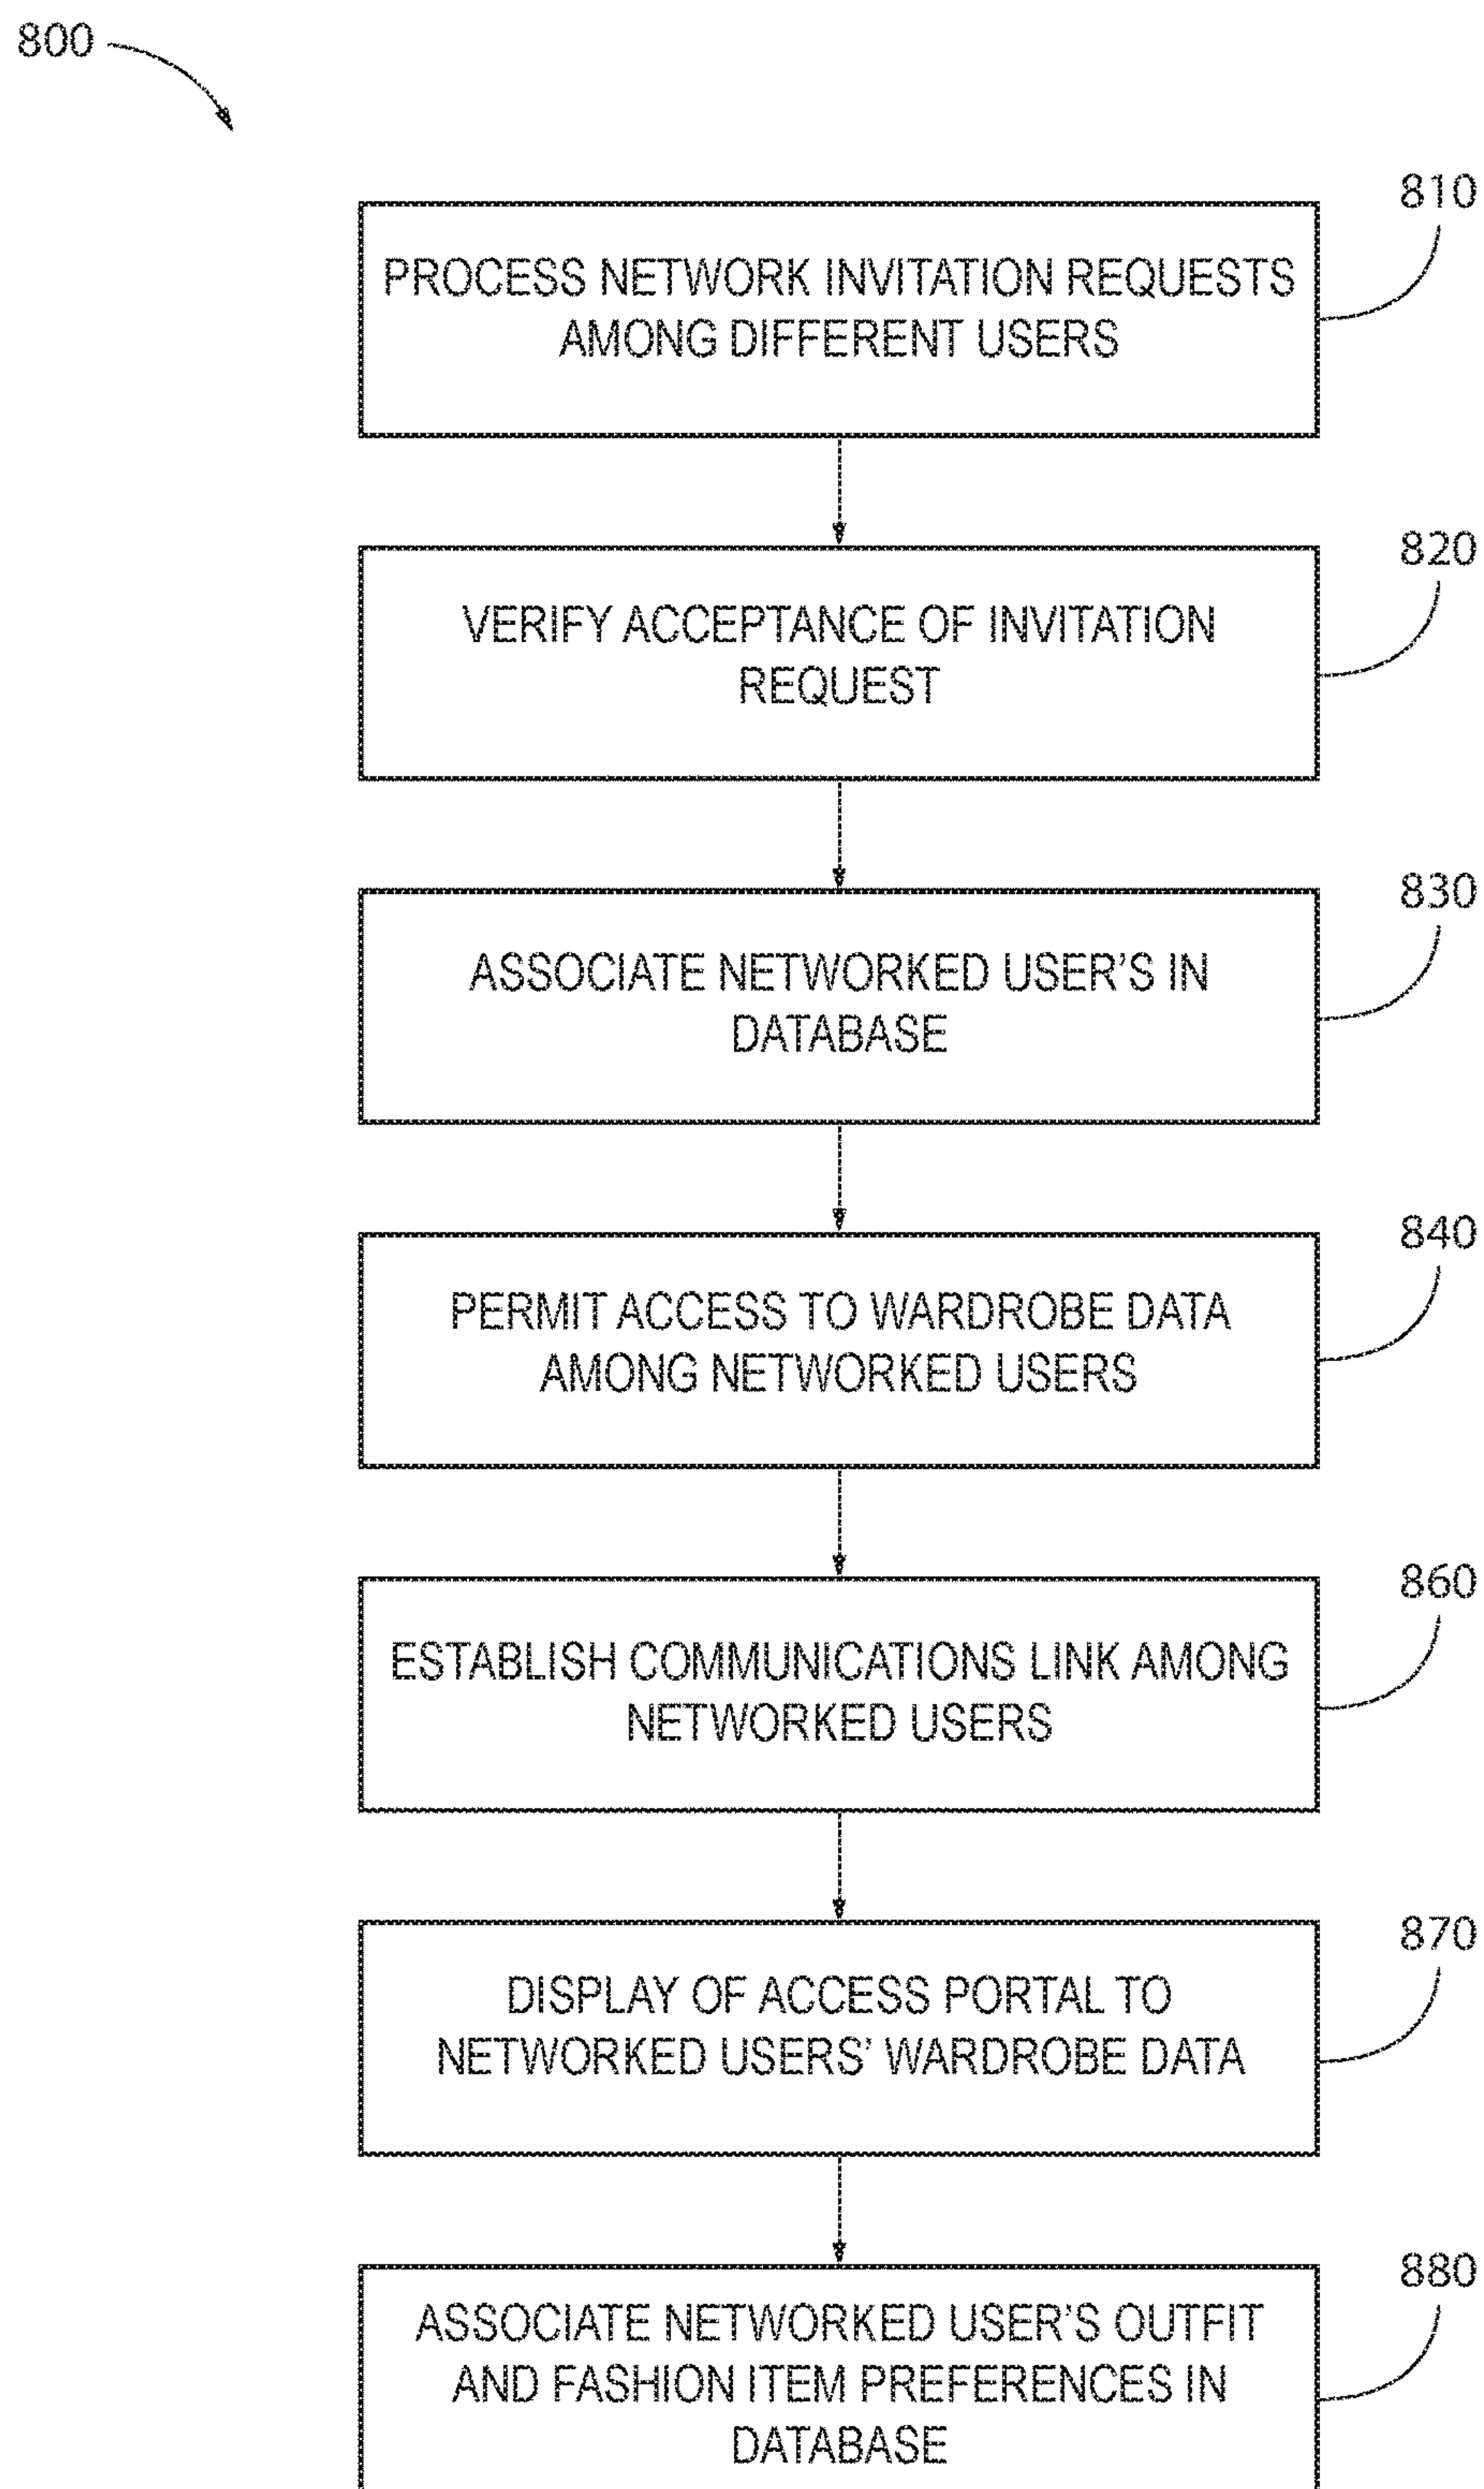 800
810
PROCESS NETWORK INVITATION REQUESTS
AMONG DIFFERENT USERS
820
VERIFY ACCEPTANCE OF INVITATION
REQUEST
830
ASSOCIATE NETWORKED USER'S IN
DATABASE
840
PERMIT ACCESS TO WARDROBE DATA
AMONG NETWORKED USERS
860
ESTABLISH COMMUNICATIONS LINK AMONG
NETWORKED USERS
870
DISPLAY OF ACCESS PORTAL TO
NETWORKED USERS' WARDROBE DATA
880
ASSOCIATE NETWORKED USER'S OUTFIT
AND FASHION ITEM PREFERENCES IN
DATABASE